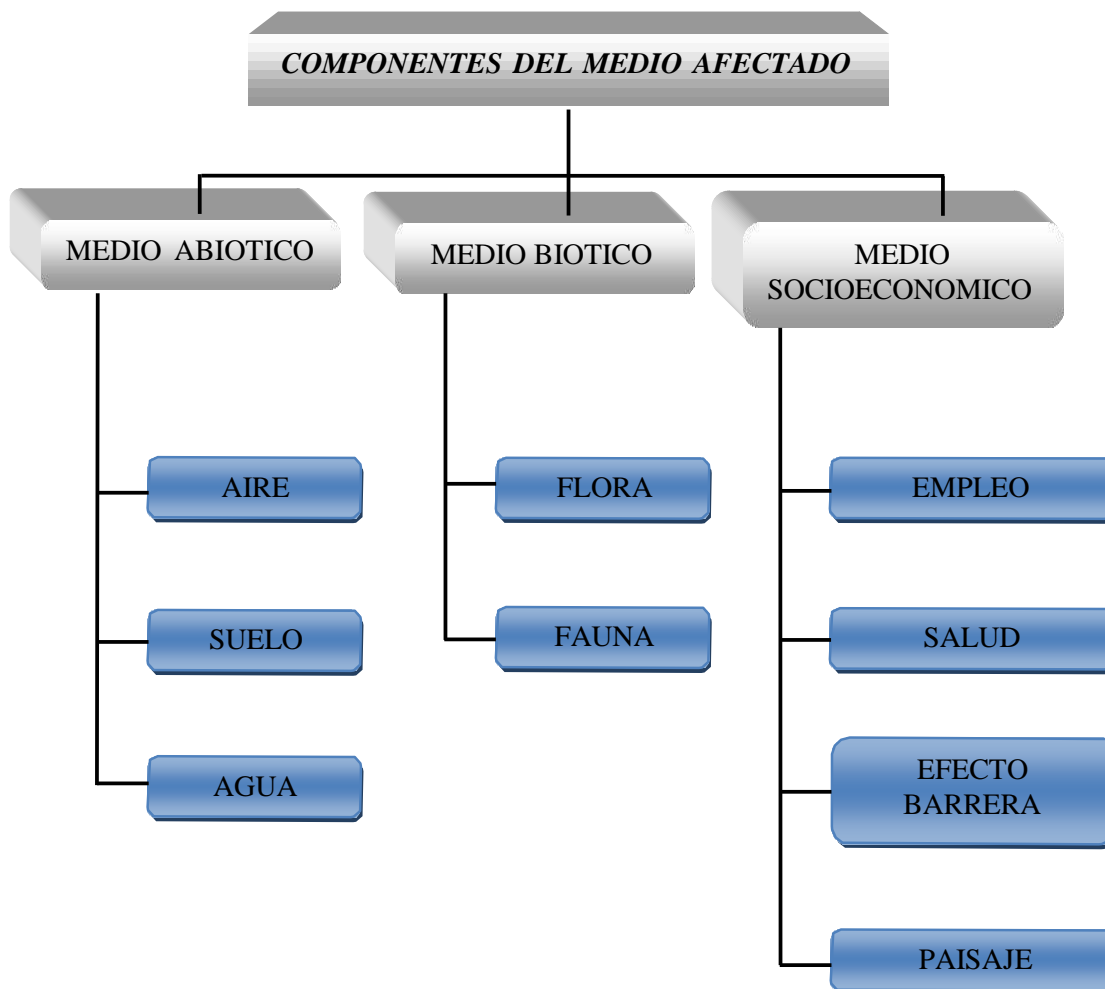 COMPONENTES DEL MEDIO AFECTADO
MEDIO ABIOTICO
MEDIO BIOTICO
MEDIO
SOCIOECONOMICO
AIRE
FLORA
EMPLEO
SUELO
FAUNA
SALUD
AGUA
EFECTO
BARRERA
PAISAJE